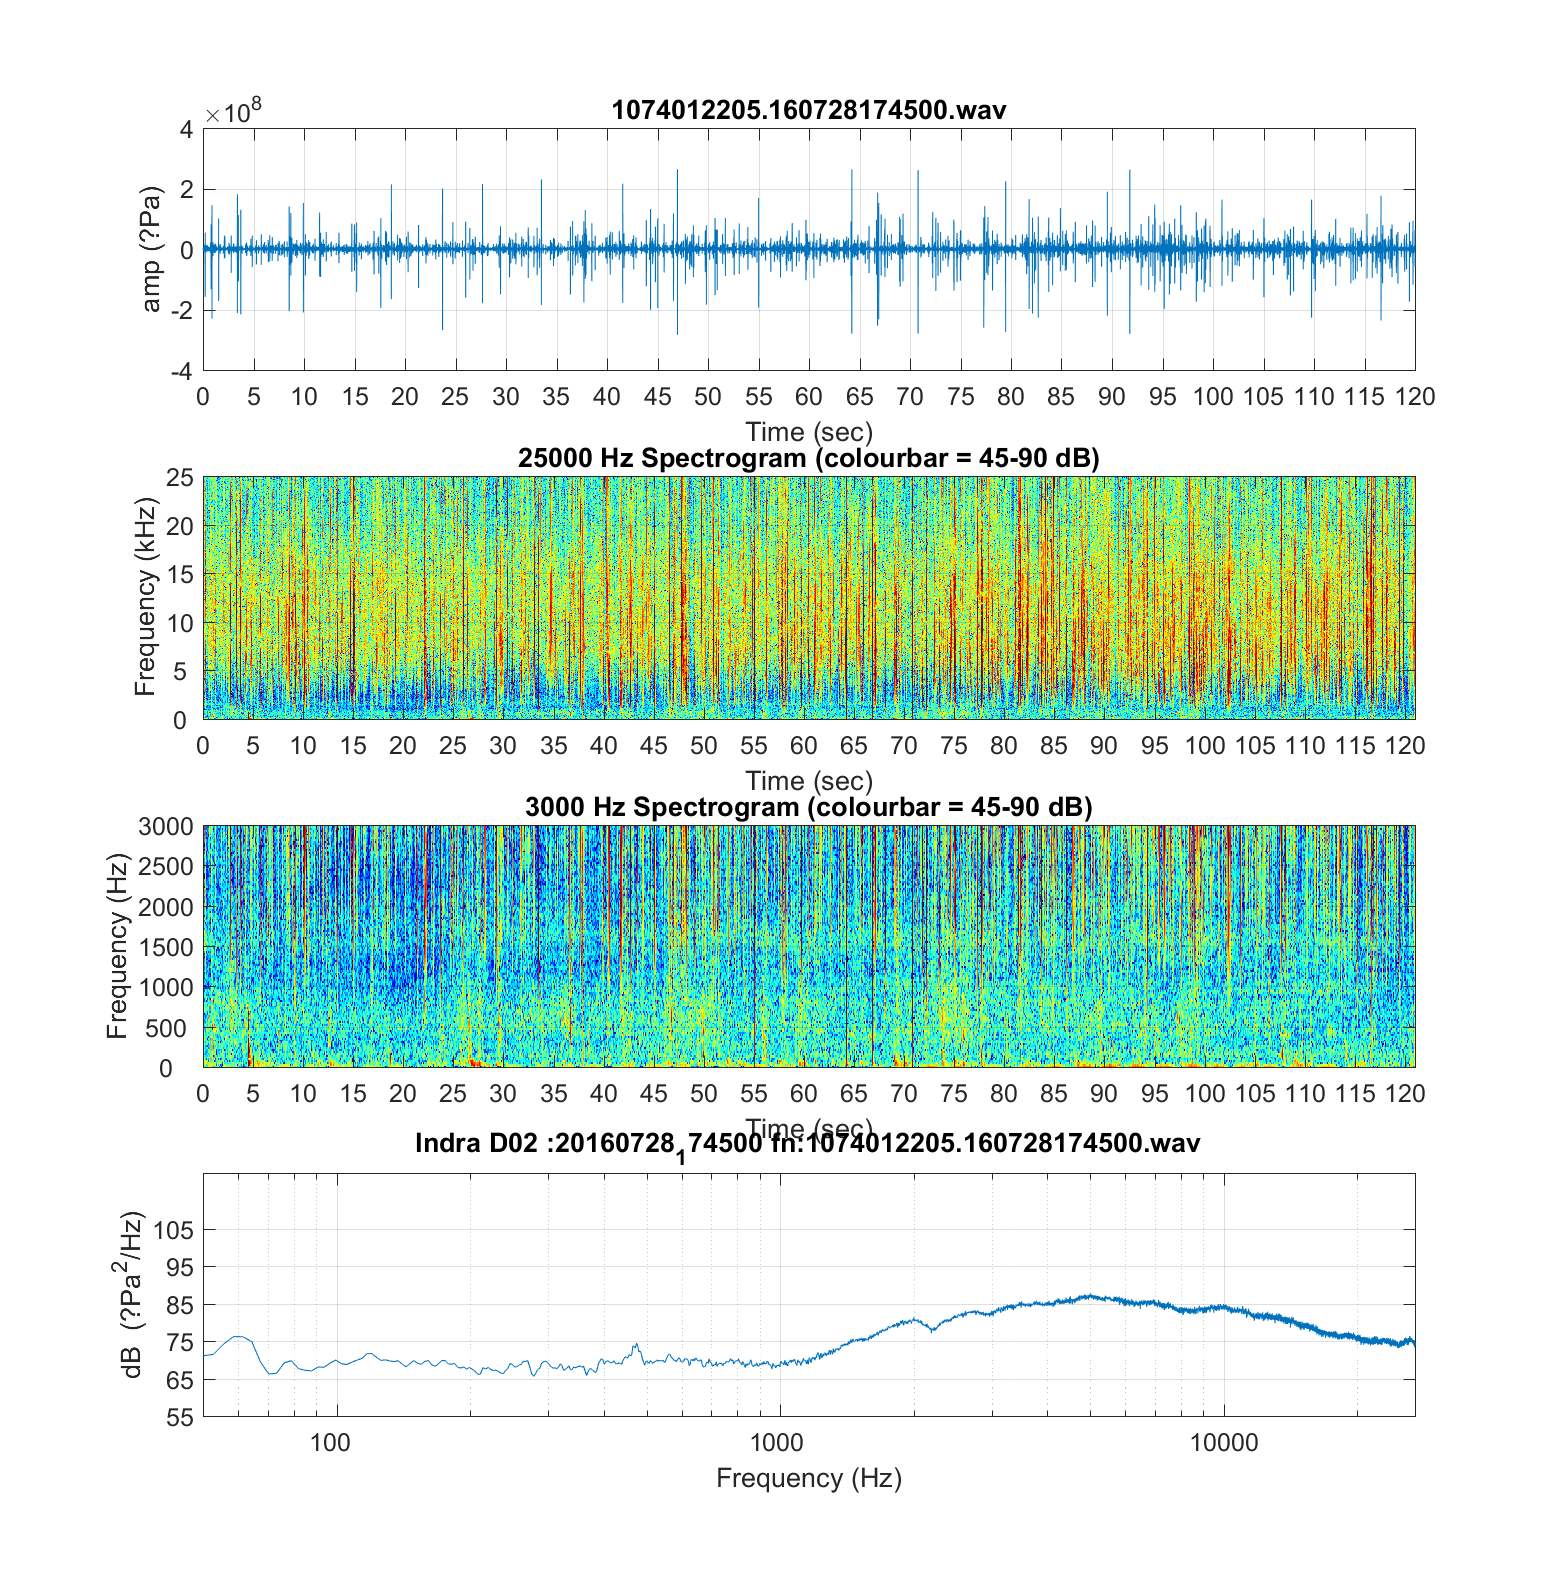 ×10⁸
1074012205.160728174500.wav
4
2
0
-2
-4
amp (?Pa)
0 5 10 15 20 25 30 35 40 45 50 55 60 65 70 75 80 85 90 95 100 105 110 115 120
Time (sec)
25000 Hz Spectrogram (colourbar = 45-90 dB)
25
20
15
10
5
0
Frequency (kHz)
0 5 10 15 20 25 30 35 40 45 50 55 60 65 70 75 80 85 90 95 100 105 110 115 120
Time (sec)
3000 Hz Spectrogram (colourbar = 45-90 dB)
3000
2500
2000
1500
1000
500
0
Frequency (Hz)
0 5 10 15 20 25 30 35 40 45 50 55 60 65 70 75 80 85 90 95 100 105 110 115 120
Time (sec)
Indra D02 :20160728₁74500 fn:1074012205.160728174500.wav
105
95
85
75
65
55
dB (?Pa²/Hz)
100 1000 10000
Frequency (Hz)